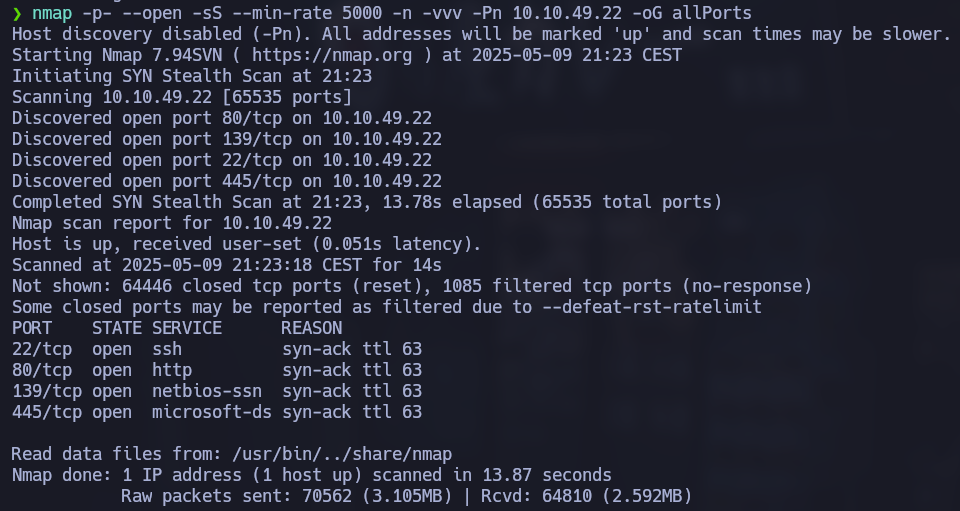 ❯ nmap -p- --open -sS --min-rate 5000 -n -vvv -Pn 10.10.49.22 -oG allPorts
Host discovery disabled (-Pn). All addresses will be marked 'up' and scan times may be slower.
Starting Nmap 7.94SVN ( https://nmap.org ) at 2025-05-09 21:23 CEST
Initiating SYN Stealth Scan at 21:23
Scanning 10.10.49.22 [65535 ports]
Discovered open port 80/tcp on 10.10.49.22
Discovered open port 139/tcp on 10.10.49.22
Discovered open port 22/tcp on 10.10.49.22
Discovered open port 445/tcp on 10.10.49.22
Completed SYN Stealth Scan at 21:23, 13.78s elapsed (65535 total ports)
Nmap scan report for 10.10.49.22
Host is up, received user-set (0.051s latency).
Scanned at 2025-05-09 21:23:18 CEST for 14s
Not shown: 64446 closed tcp ports (reset), 1085 filtered tcp ports (no-response)
Some closed ports may be reported as filtered due to --defeat-rst-ratelimit
PORT    STATE SERVICE      REASON
22/tcp  open  ssh          syn-ack ttl 63
80/tcp  open  http         syn-ack ttl 63
139/tcp open  netbios-ssn  syn-ack ttl 63
445/tcp open  microsoft-ds syn-ack ttl 63
Read data files from: /usr/bin/../share/nmap
Nmap done: 1 IP address (1 host up) scanned in 13.87 seconds
           Raw packets sent: 70562 (3.105MB) | Rcvd: 64810 (2.592MB)